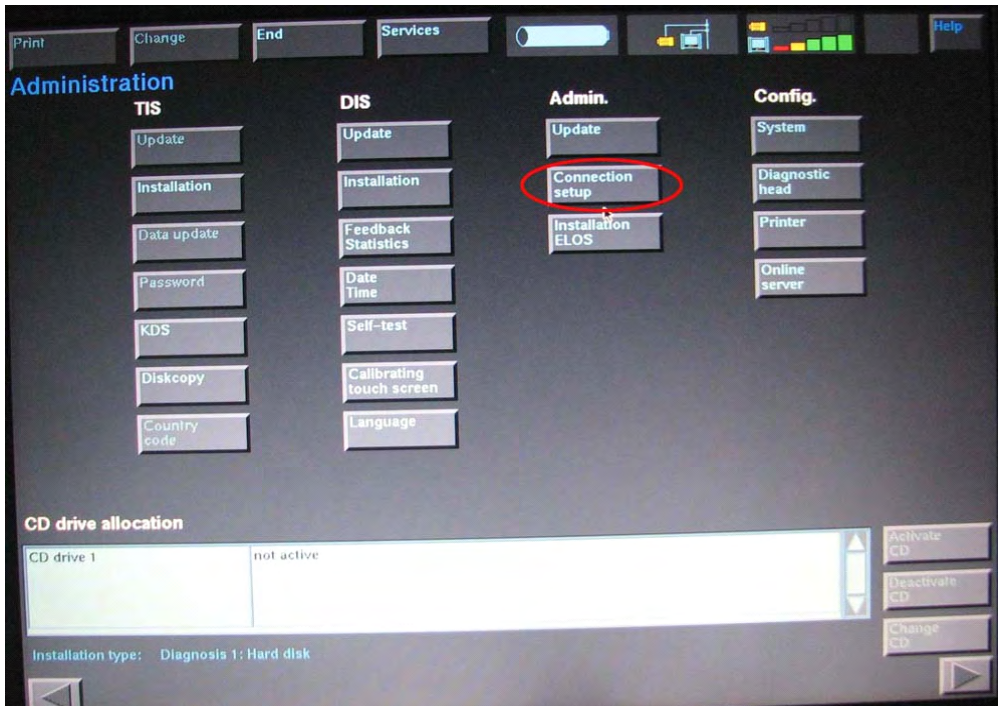 Print
Change
End
Services
Help
Administration
TIS
DIS
Admin.
Config.
Update
Update
Update
System
Installation
Installation
Connection
setup
Diagnostic
head
Data update
Feedback
Statistics
Installation
ELOS
Printer
Password
Date
Time
Online
server
KDS
Self-test
Diskcopy
Calibrating
touch screen
Country
code
Language
CD drive allocation
CD drive 1
not active
Activate
CD
Deactivate
CD
Change
CD
Installation type: Diagnosis 1: Hard disk